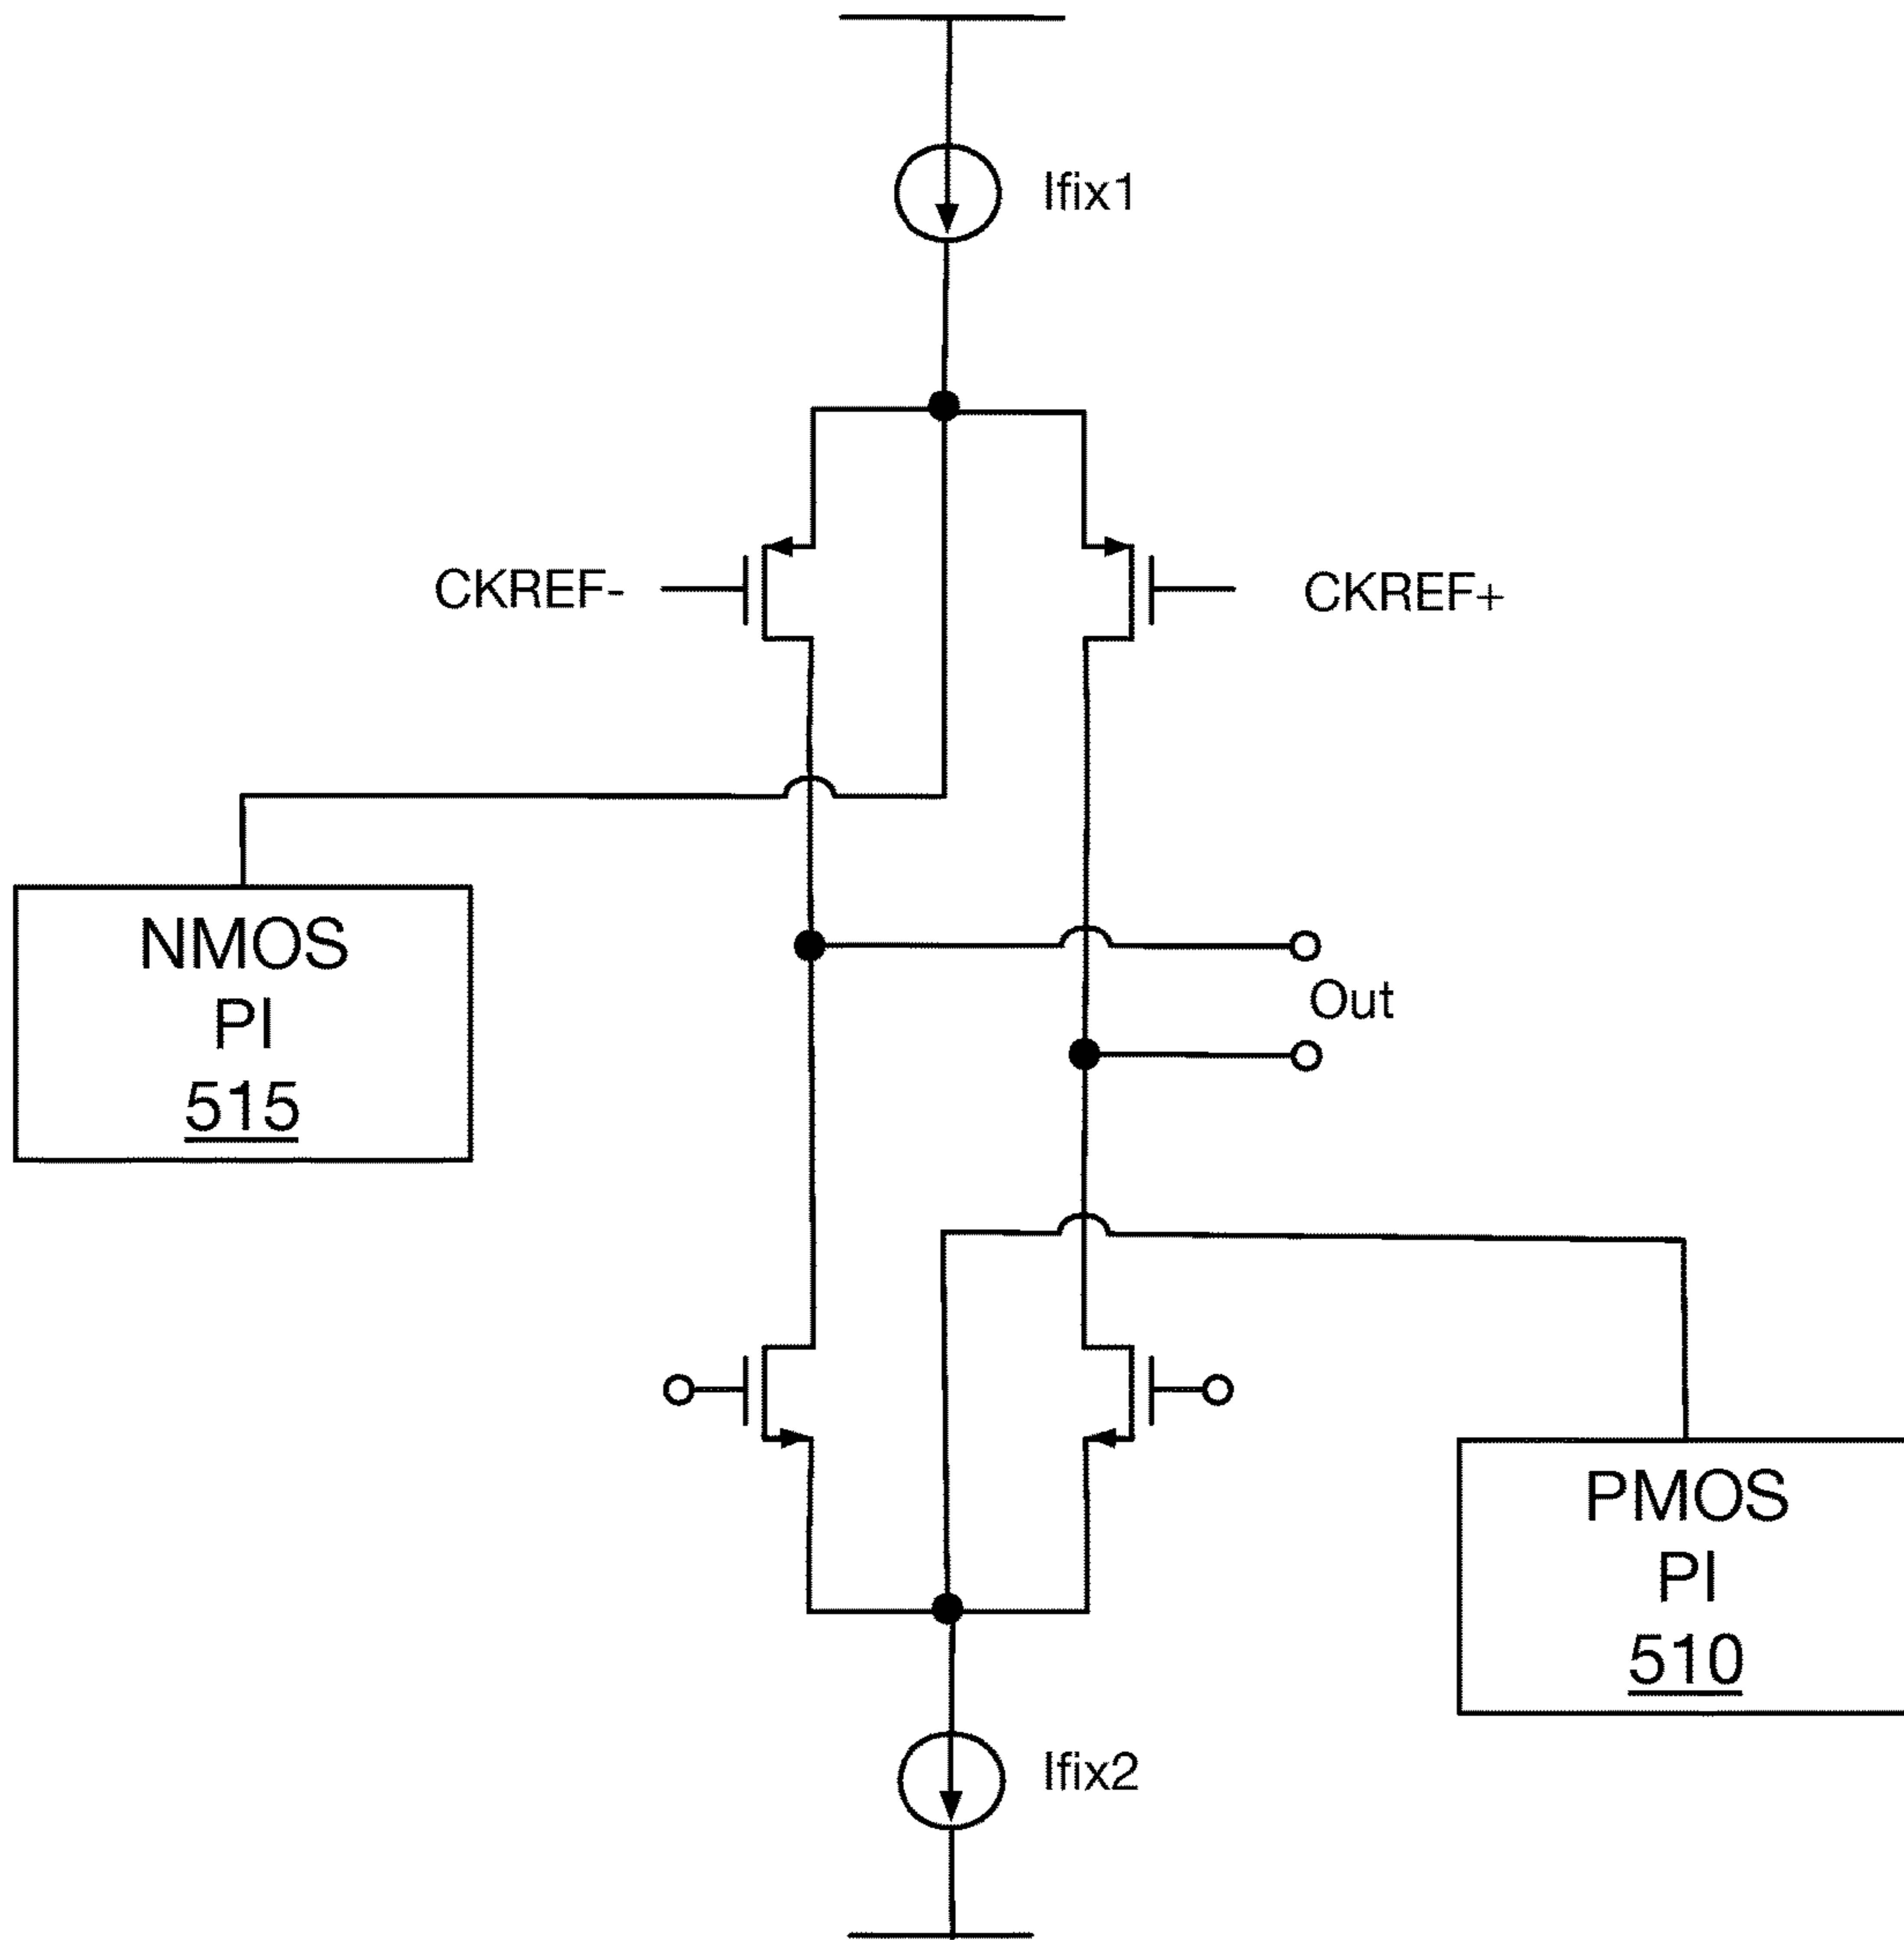 Ifix1
CKREF-
CKREF+
NMOS
PI
515
Out
PMOS
PI
510
Ifix2